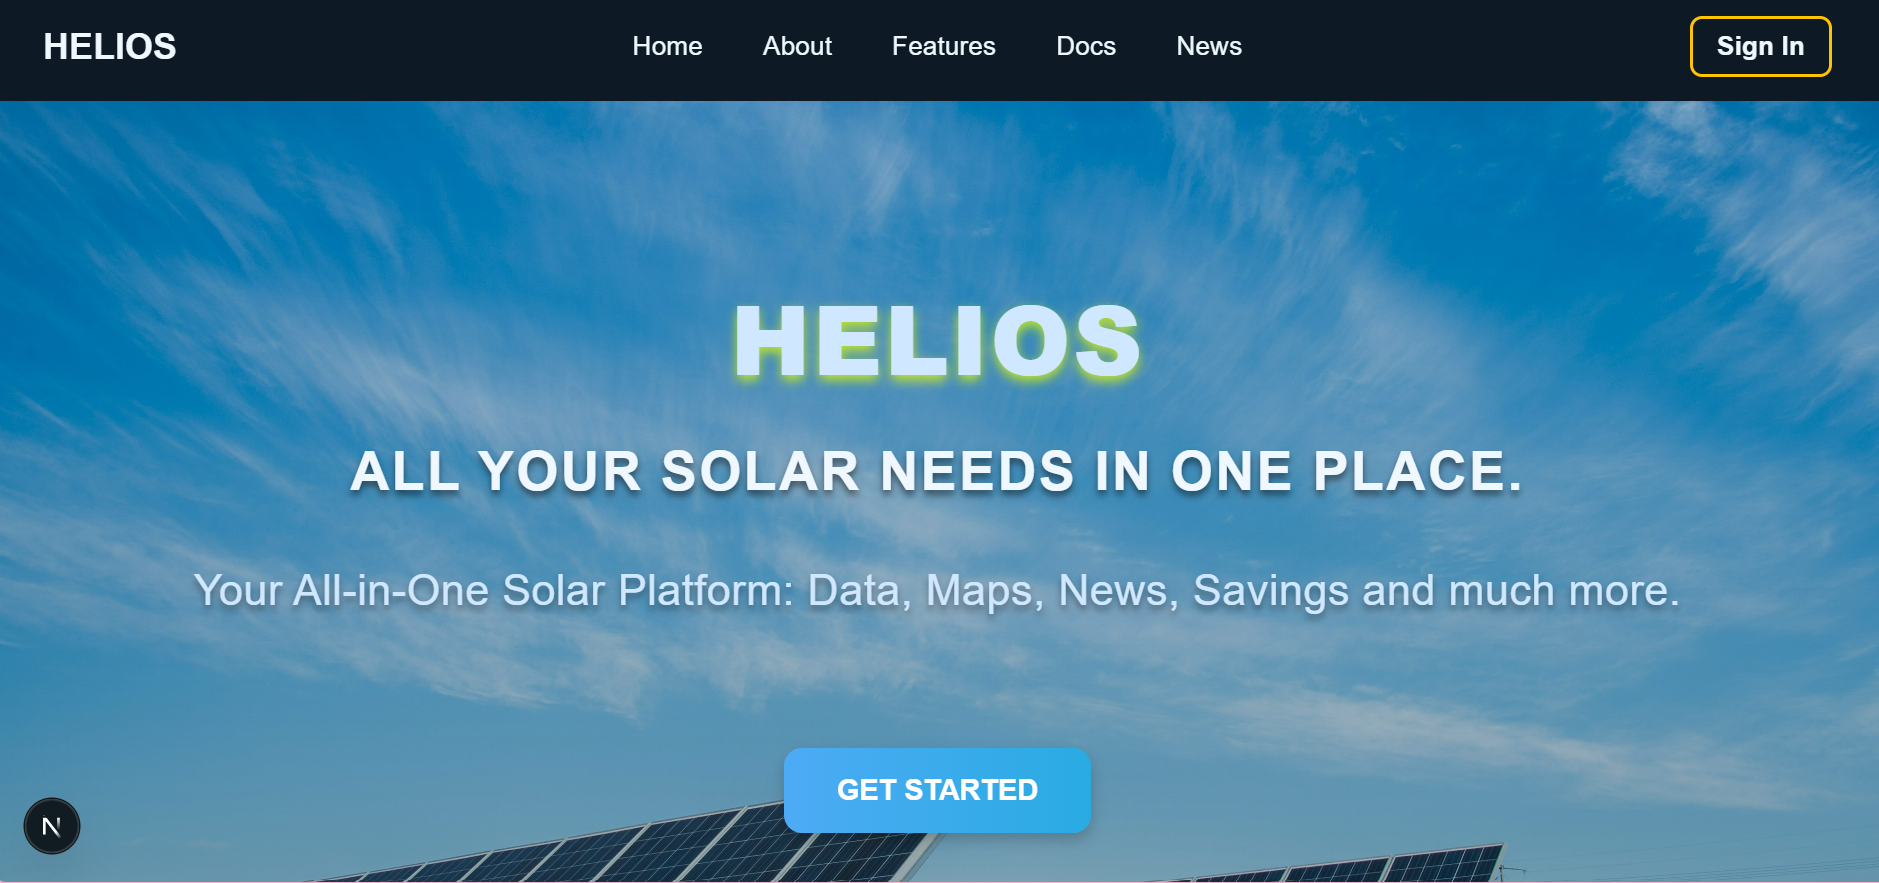 HELIOS
Home About Features Docs News
Sign In
HELIOS
ALL YOUR SOLAR NEEDS IN ONE PLACE.
Your All-in-One Solar Platform: Data, Maps, News, Savings and much more.
GET STARTED
N